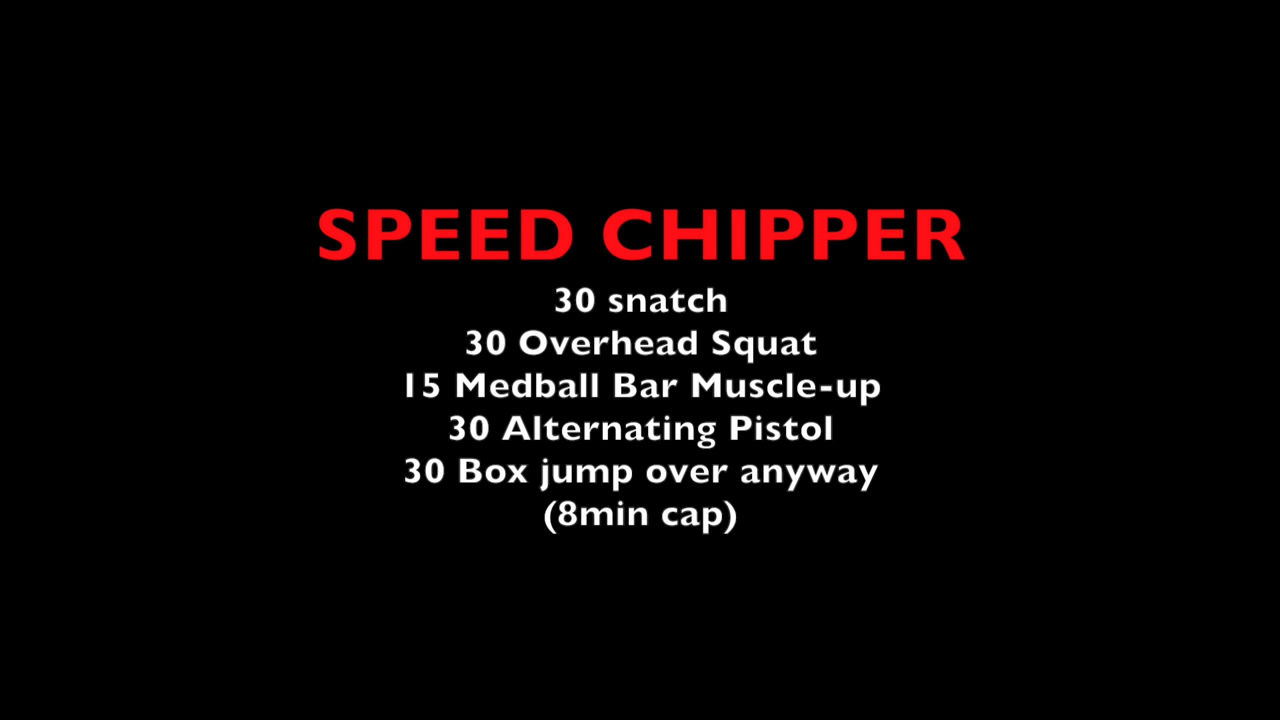 SPEED CHIPPER
30 snatch
30 Overhead Squat
15 Medball Bar Muscle-up
30 Alternating Pistol
30 Box jump over anyway
(8min cap)